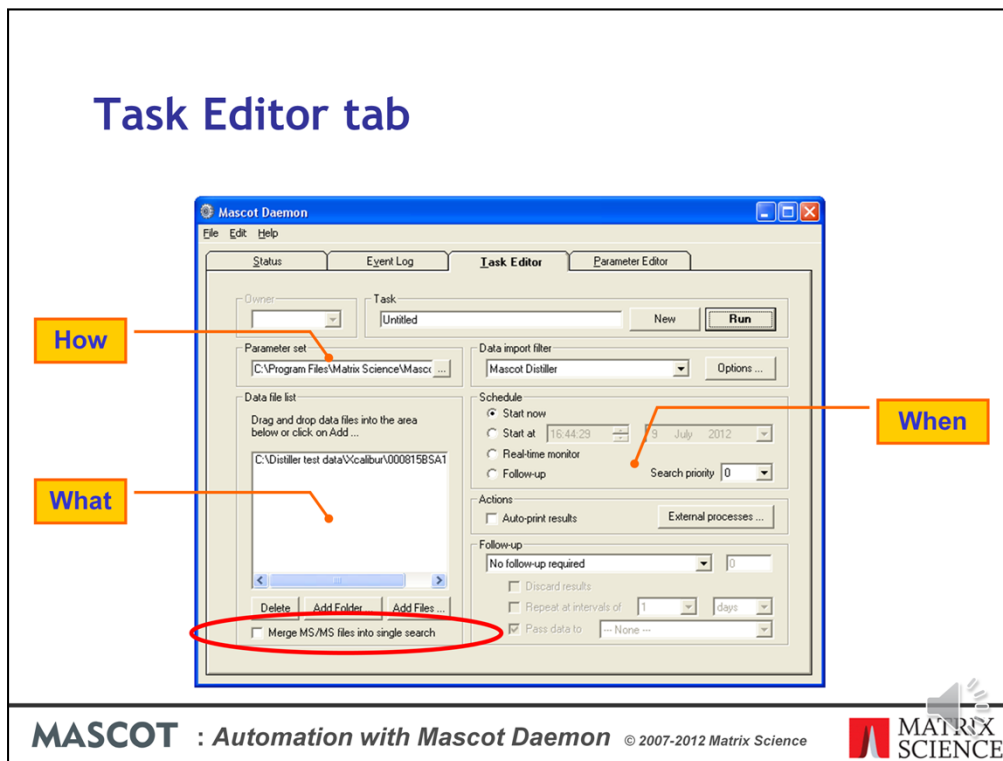 Task Editor tab
Mascot Daemon
File Edit Help
Status Event Log Task Editor Parameter Editor
Owner
Task
Untitled
New
Run
How
Parameter set
C:\Program Files\Matrix Science\Masc
...
Data import filter
Mascot Distiller
Options ...
Data file list
Drag and drop data files into the area
below or click on Add ...
C:\Distiller test data\Xcalibur\000815BSA1
What
Delete
Add Folder...
Add Files ...
Merge MS/MS files into single search
Schedule
Start now
Start at 16:44:29 9 July 2012
Real-time monitor
Follow-up
Search priority 0
When
Actions
Auto-print results
External processes ...
Follow-up
No follow-up required
0
Discard results
Repeat at intervals of 1 days
Pass data to --- None ---
MASCOT : Automation with Mascot Daemon © 2007-2012 Matrix Science
MATRIX
SCIENCE